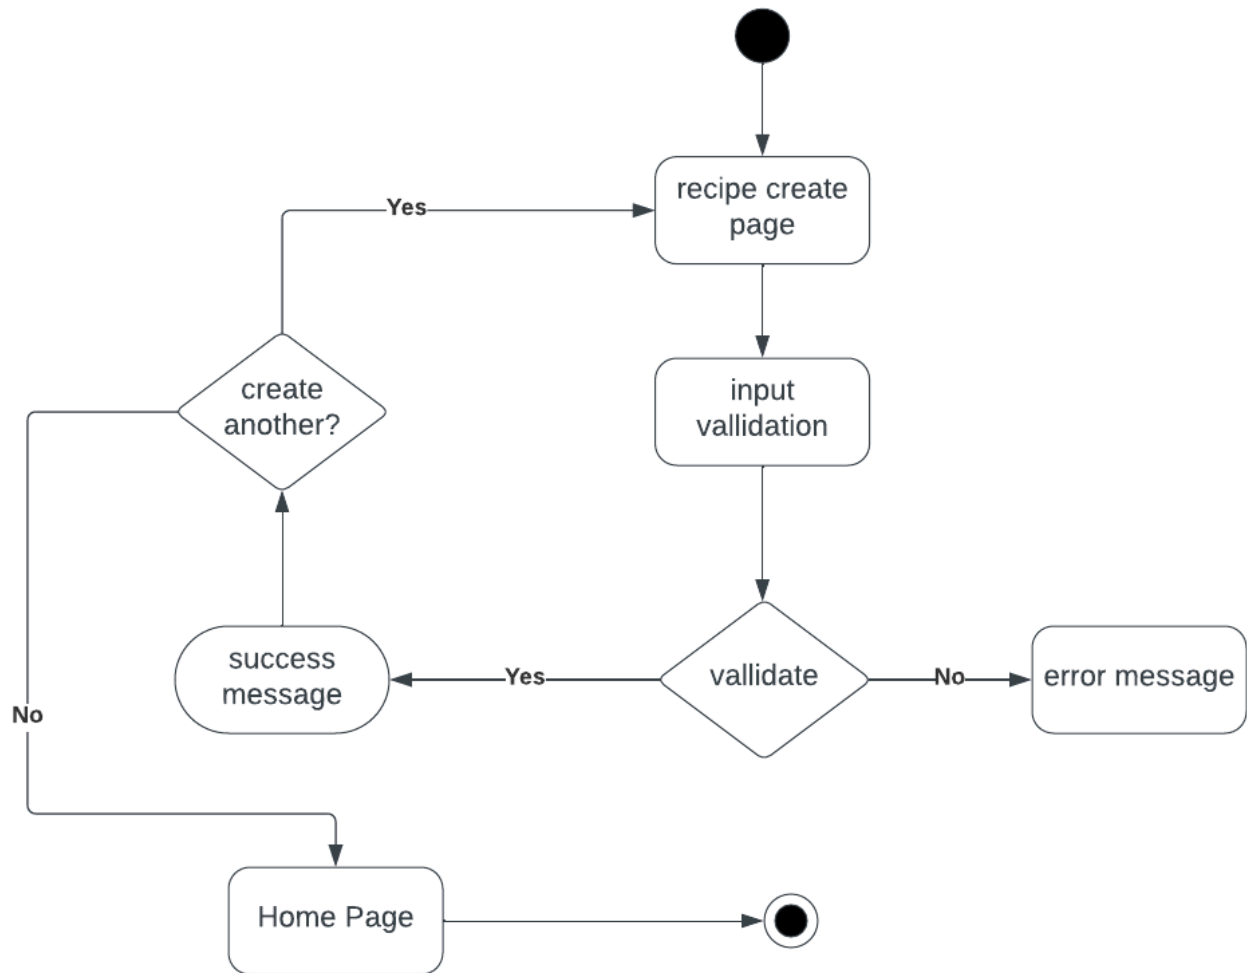 recipe create
page
Yes
create
another?
input
vallidation
success
message
Yes
vallidate
No
error message
No
Home Page